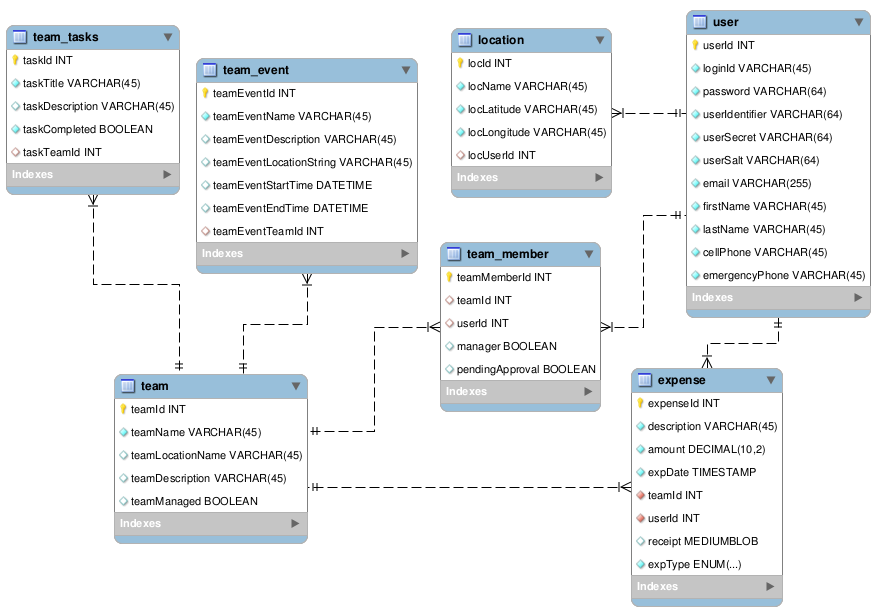 team_tasks
taskId INT
taskTitle VARCHAR(45)
taskDescription VARCHAR(45)
taskCompleted BOOLEAN
taskTeamId INT
Indexes
team_event
teamEventId INT
teamEventName VARCHAR(45)
teamEventDescription VARCHAR(45)
teamEventLocationString VARCHAR(45)
teamEventStartTime DATETIME
teamEventEndTime DATETIME
teamEventTeamId INT
Indexes
location
locId INT
locName VARCHAR(45)
locLatitude VARCHAR(45)
locLongitude VARCHAR(45)
locUserId INT
Indexes
user
userId INT
loginId VARCHAR(45)
password VARCHAR(64)
userIdentifier VARCHAR(64)
userSecret VARCHAR(64)
userSalt VARCHAR(64)
email VARCHAR(255)
firstName VARCHAR(45)
lastName VARCHAR(45)
cellPhone VARCHAR(45)
emergencyPhone VARCHAR(45)
Indexes
team_member
teamMemberId INT
teamId INT
userId INT
manager BOOLEAN
pendingApproval BOOLEAN
Indexes
team
teamId INT
teamName VARCHAR(45)
teamLocationName VARCHAR(45)
teamDescription VARCHAR(45)
teamManaged BOOLEAN
Indexes
expense
expenseId INT
description VARCHAR(45)
amount DECIMAL(10,2)
expDate TIMESTAMP
teamId INT
userId INT
receipt MEDIUMBLOB
expType ENUM(...)
Indexes